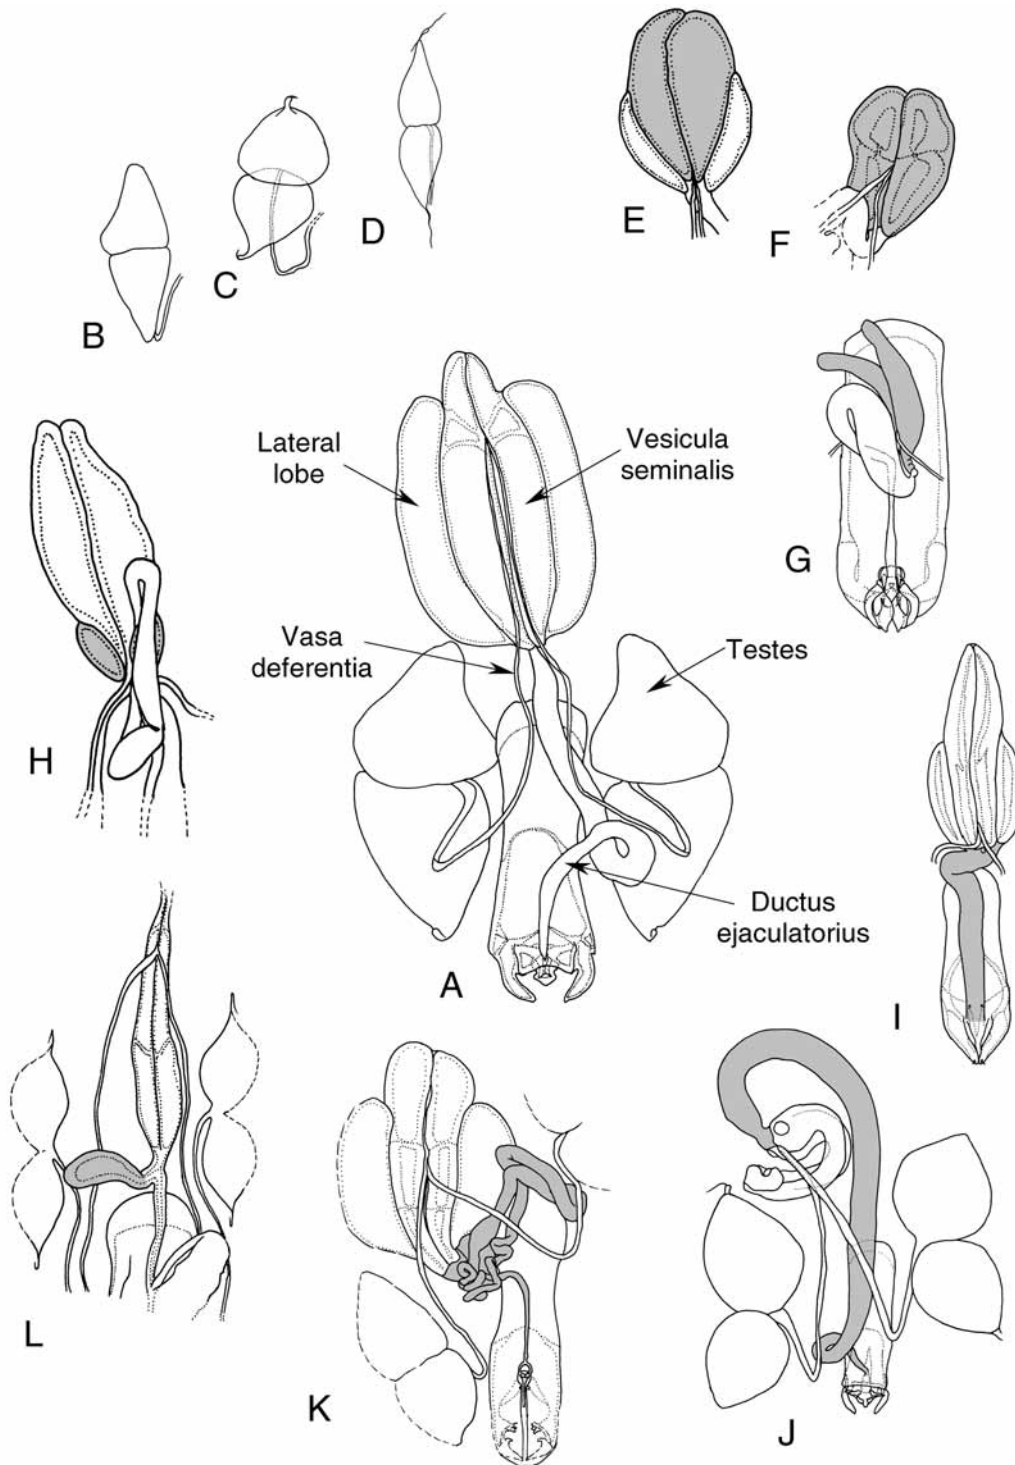 B
C
D
E
F
G
H
Lateral
lobe
Vesicula
seminalis
Vasa
deferentia
Testes
Ductus
ejaculatorius
A
I
L
K
J